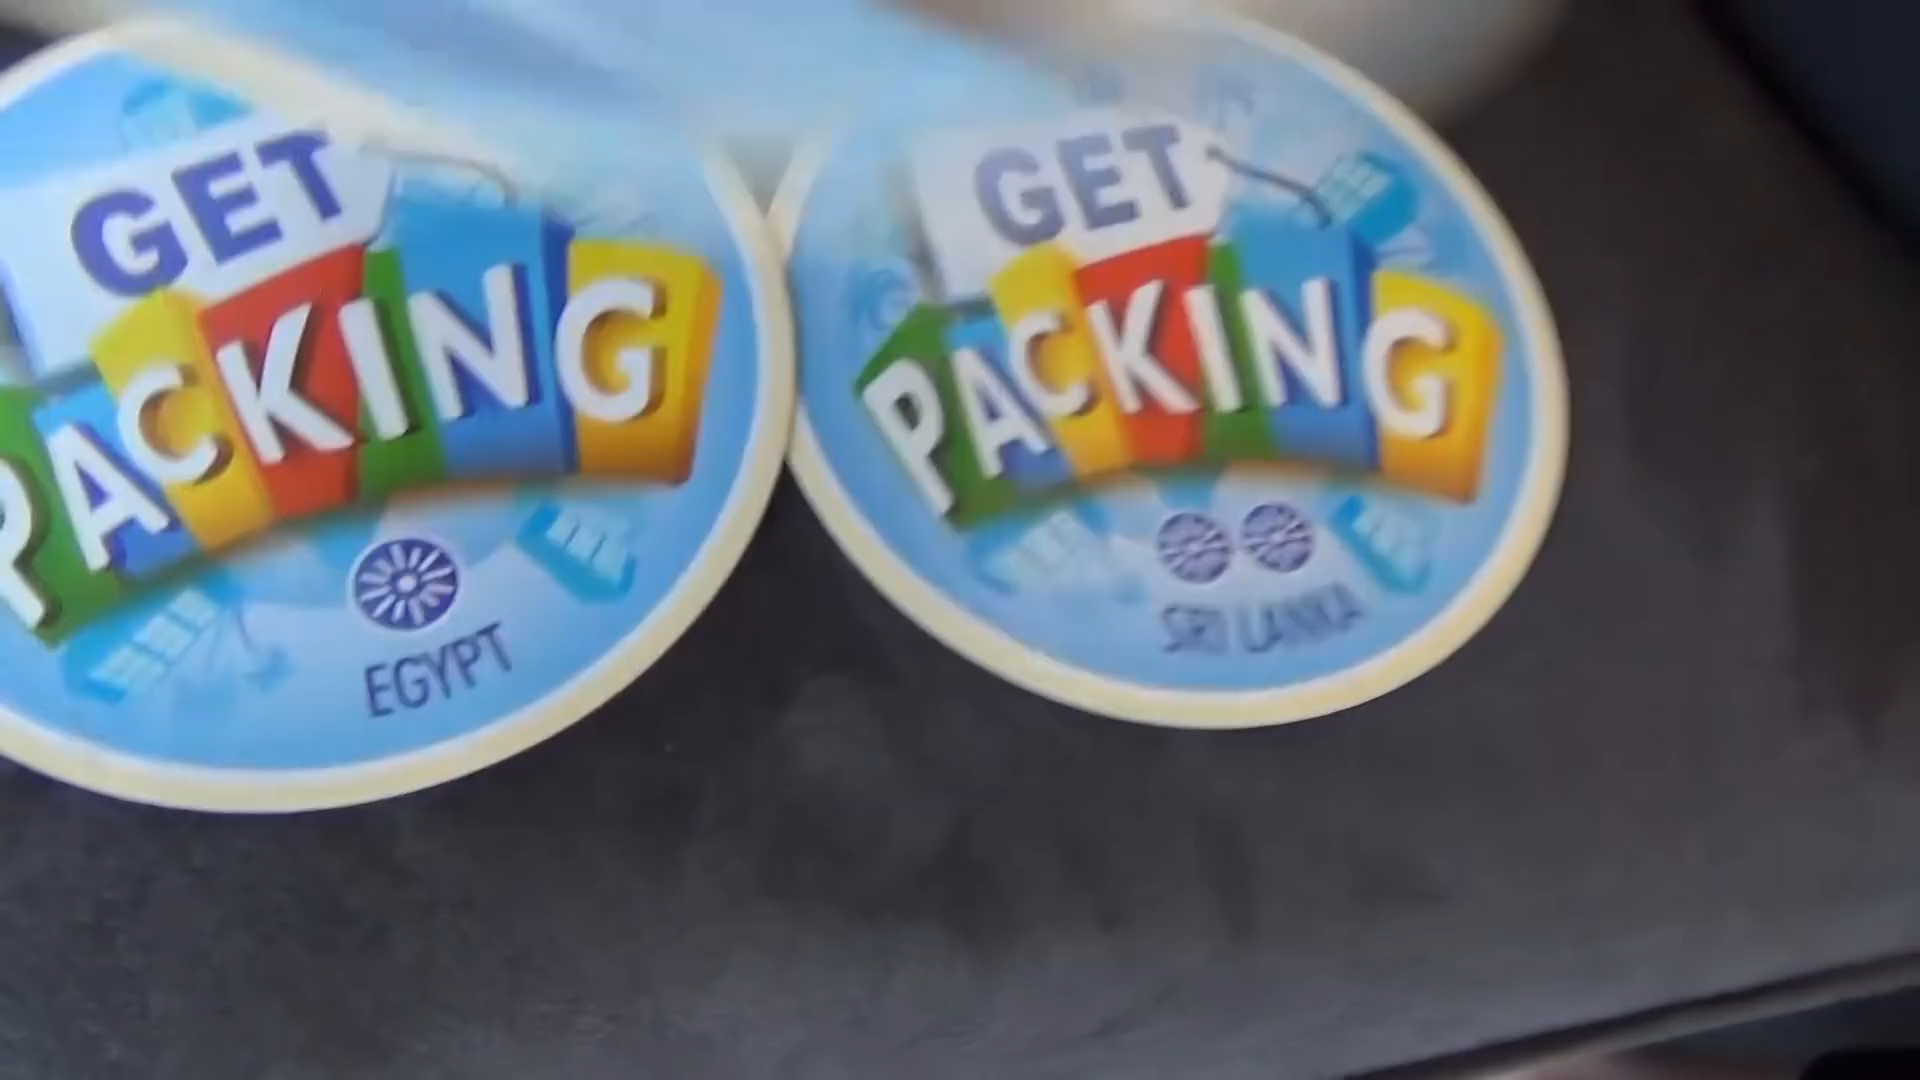 GET
PACKING
EGYPT
GET
PACKING
SRI LANKA